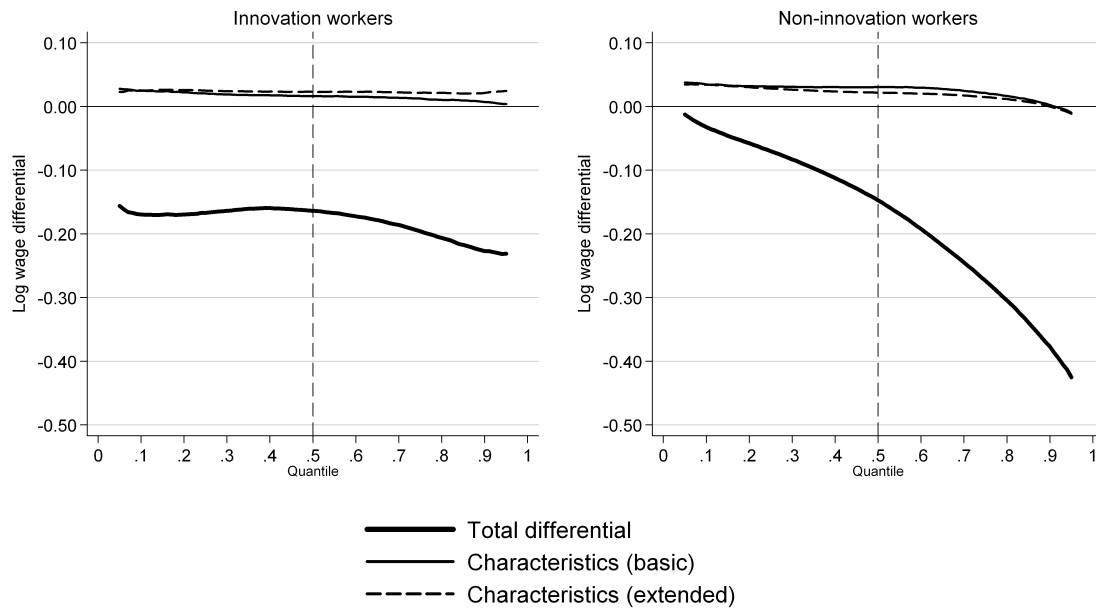 Innovation workers
0.10
0.00
-0.10
-0.20
-0.30
-0.40
-0.50
Log wage differential
0 .1 .2 .3 .4 .5 .6 .7 .8 .9 1
Quantile
Non-innovation workers
0.10
0.00
-0.10
-0.20
-0.30
-0.40
-0.50
Log wage differential
0 .1 .2 .3 .4 .5 .6 .7 .8 .9 1
Quantile
Total differential
Characteristics (basic)
Characteristics (extended)